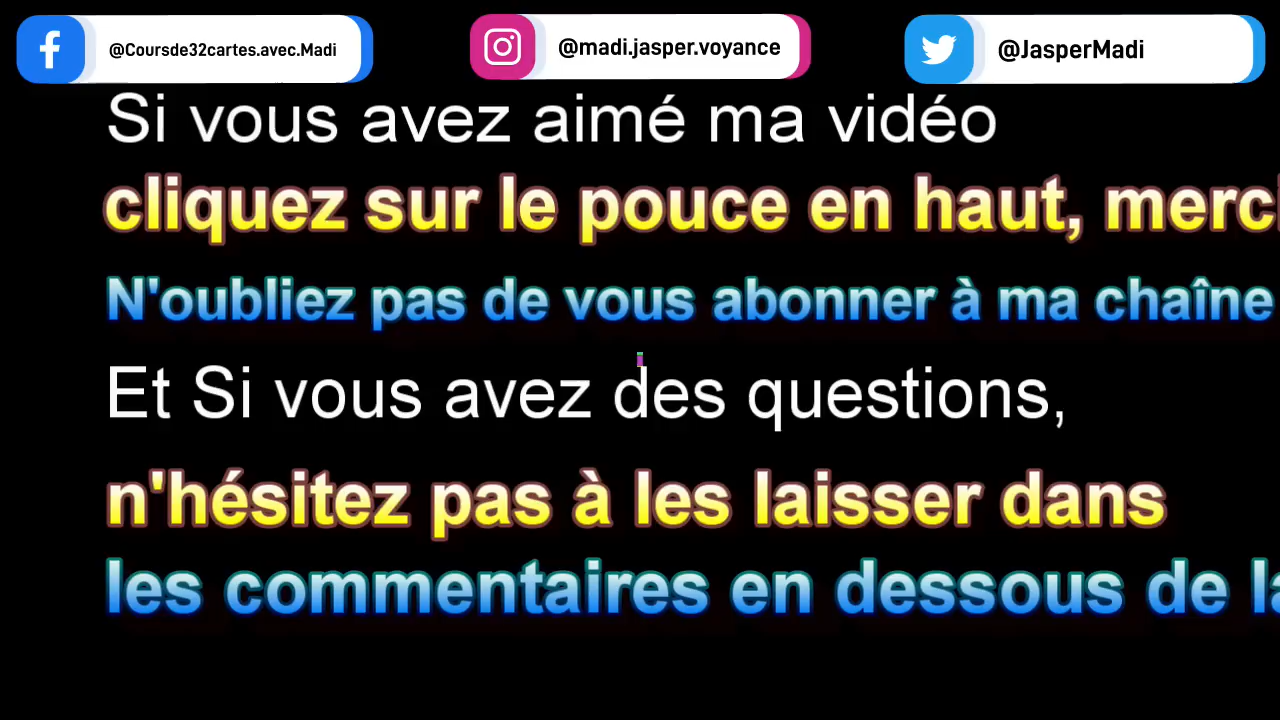 @Coursde32cartes.avec.Madi
@madi.jasper.voyance
@JasperMadi
Si vous avez aimé ma vidéo
cliquez sur le pouce en haut,
N'oubliez pas de vous abonner à ma chaîne
Et Si vous avez des questions,
n'hésitez pas à les laisser dans
les commentaires en dessous de